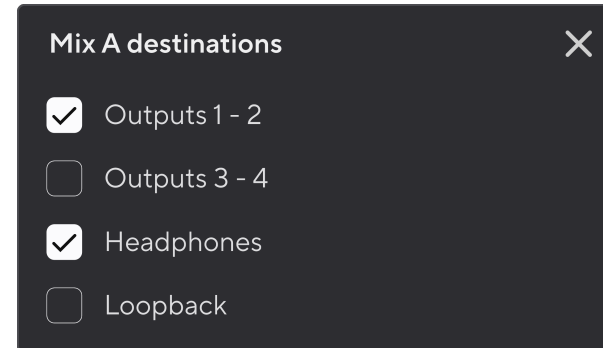 Mix A destinations
Outputs 1 - 2
Outputs 3 - 4
Headphones
Loopback